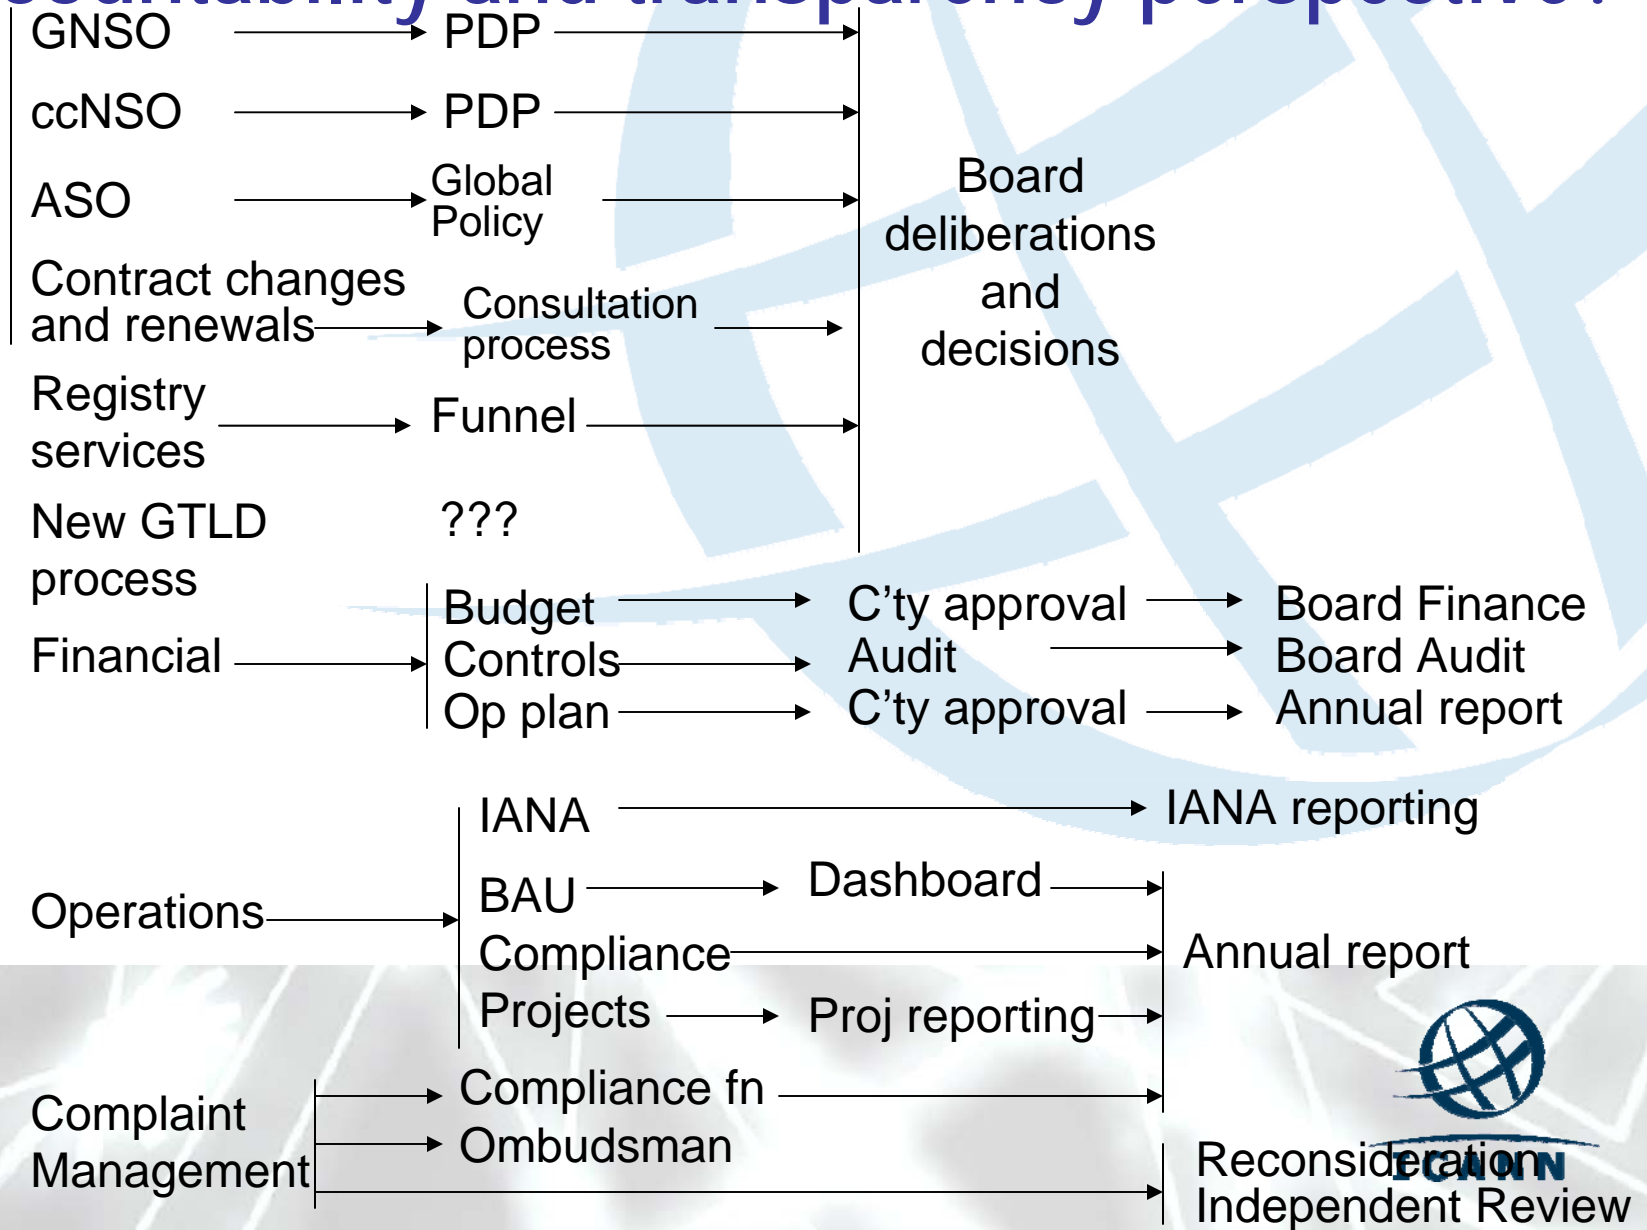 and transparency perspective?
GNSO PDP
ccNSO PDP
ASO Global
Policy
Board
deliberations
and
decisions
Contract changes
and renewals
Consultation
process
Registry
services
Funnel
New GTLD
process
???
Financial
Budget C'ty approval Board Finance
Controls Audit Board Audit
Op plan C'ty approval Annual report
Operations
IANA IANA reporting
BAU Dashboard
Compliance
Projects Proj reporting
Annual report
Complaint
Management
Compliance fn
Ombudsman
Reconsideration
Independent Review
ICANN